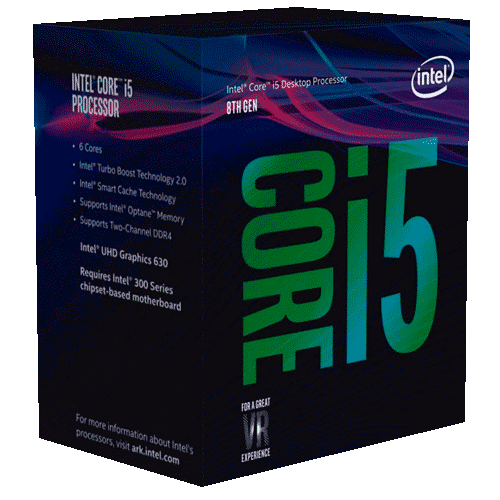 INTEL® CORE™ i5
PROCESSOR
• 6 Cores
• Intel® Turbo Boost Technology 2.0
• Intel® Smart Cache Technology
• Supports Intel® Optane™ Memory
• Supports Two-Channel DDR4
Intel® UHD Graphics 630
Requires Intel® 300 Series
chipset-based motherboard
For more information about Intel's
processors, visit ark.intel.com
Intel® Core™ i5 Desktop Processor
8TH GEN
intel®
CORE i5
FOR A GREAT
VR
EXPERIENCE